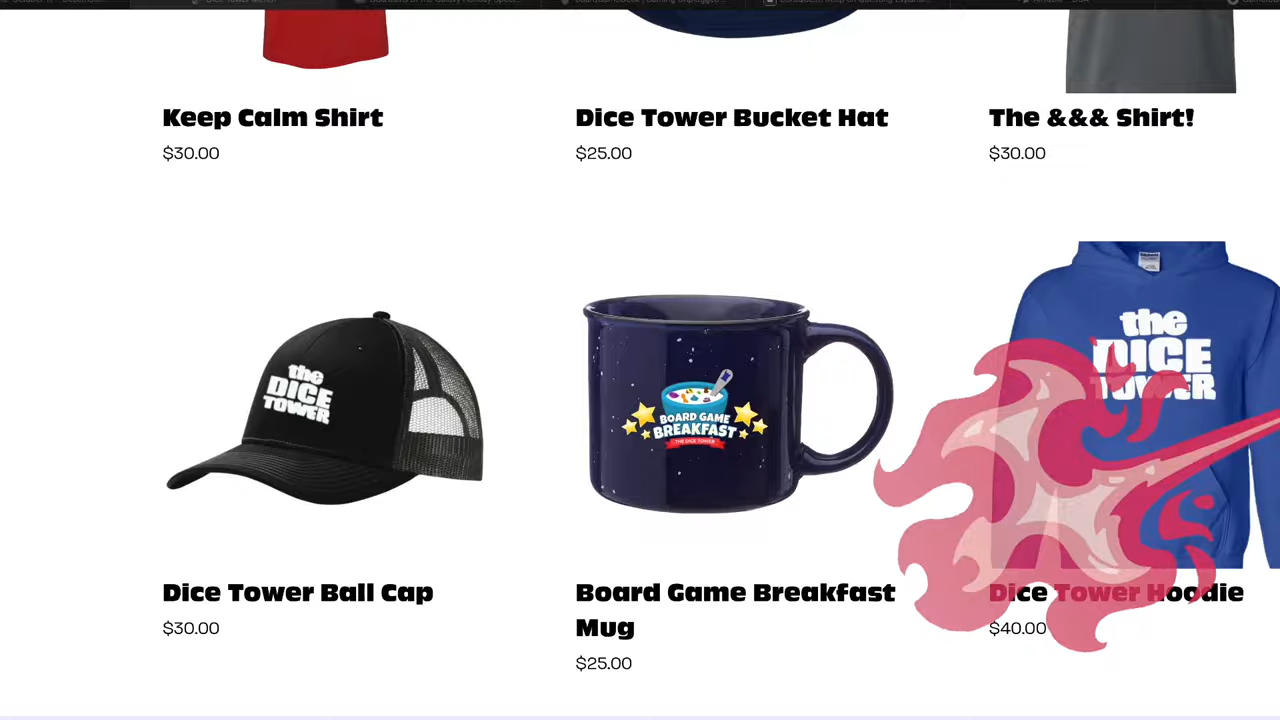 Keep Calm Shirt
$30.00
Dice Tower Bucket Hat
$25.00
The &&& Shirt!
$30.00
the
DICE
TOWER
BOARD GAME
BREAKFAST
THE DICE TOWER
the
DICE
TOWER
Dice Tower Ball Cap
$30.00
Board Game Breakfast
Mug
$25.00
Dice Tower Hoodie
$40.00